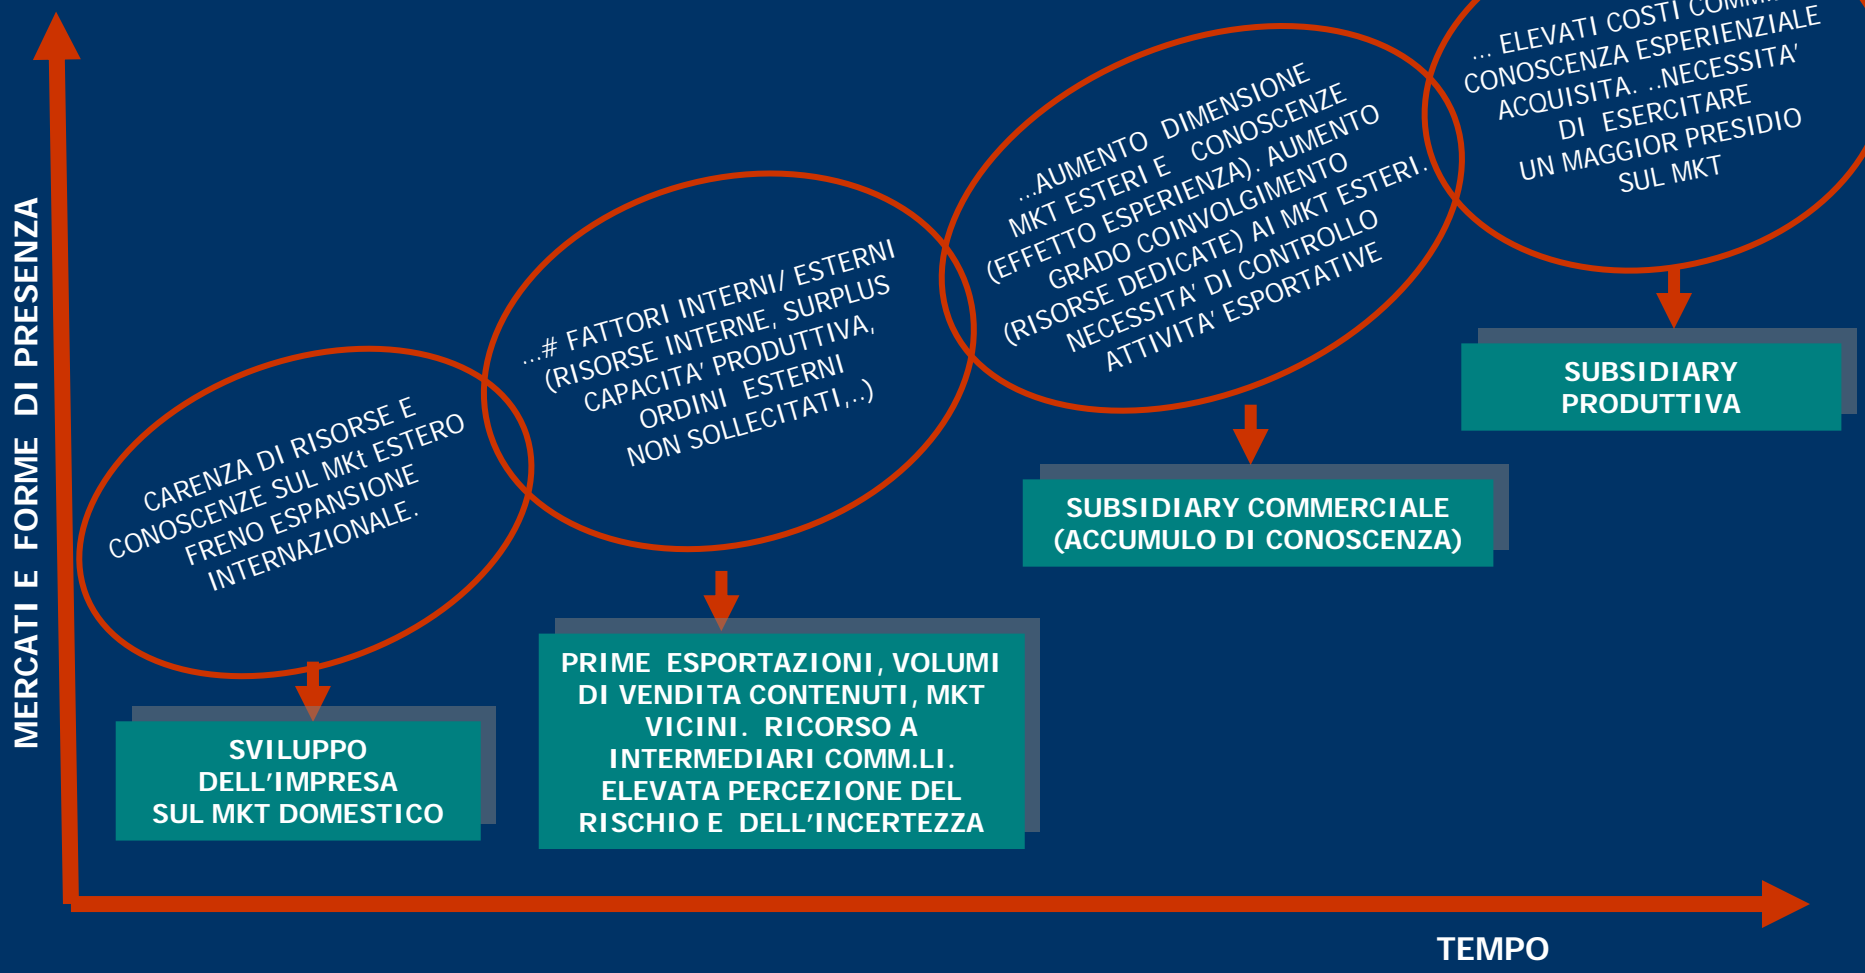 MERCATI E FORME DI PRESENZA
CARENZA DI RISORSE E
CONOSCENZE SUL MKt ESTERO
FRENO ESPANSIONE
INTERNAZIONALE.
SVILUPPO
DELL'IMPRESA
SUL MKT DOMESTICO
...# FATTORI INTERNI/ ESTERNI
(RISORSE INTERNE, SURPLUS
CAPACITA' PRODUTTIVA,
ORDINI ESTERNI
NON SOLLECITATI,..)
PRIME ESPORTAZIONI, VOLUMI
DI VENDITA CONTENUTI, MKT
VICINI. RICORSO A
INTERMEDIARI COMM.LI.
ELEVATA PERCEZIONE DEL
RISCHIO E DELL'INCERTEZZA
...AUMENTO DIMENSIONE
MKT ESTERI E CONOSCENZE
(EFFETTO ESPERIENZA). AUMENTO
GRADO COINVOLGIMENTO
(RISORSE DEDICATE) AI MKT ESTERI.
NECESSITA' DI CONTROLLO
ATTIVITA' ESPORTATIVE
SUBSIDIARY COMMERCIALE
(ACCUMULO DI CONOSCENZA)
... ELEVATI COSTI
CONOSCENZA ESPERIENZIALE
ACQUISITA. ..NECESSITA'
DI ESERCITARE
UN MAGGIOR PRESIDIO
SUL MKT
SUBSIDIARY
PRODUTTIVA
TEMPO